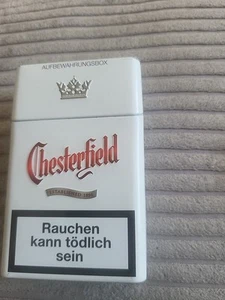 AUFBEWAHRUNGSBOX
Chesterfield
Rauchen
kann tödlich
sein